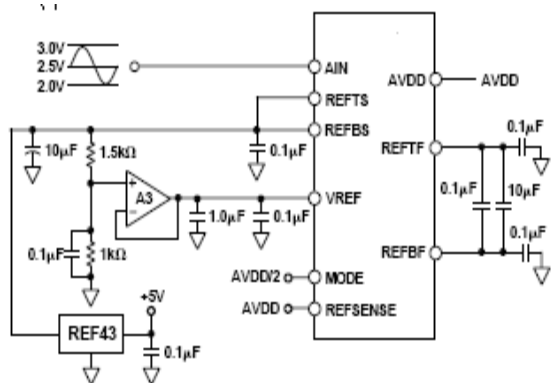 3.0V
2.5V
2.0V
AIN
REFTS
REFBS
AVDD
AVDD
REFTF
0.1µF
10µF
1.5kΩ
0.1µF
A3
1.0µF
0.1µF
VREF
0.1µF
10µF
0.1µF
1kΩ
REFBF
0.1µF
AVDD/2
MODE
AVDD
REFSENSE
+5V
REF43
0.1µF
+
–